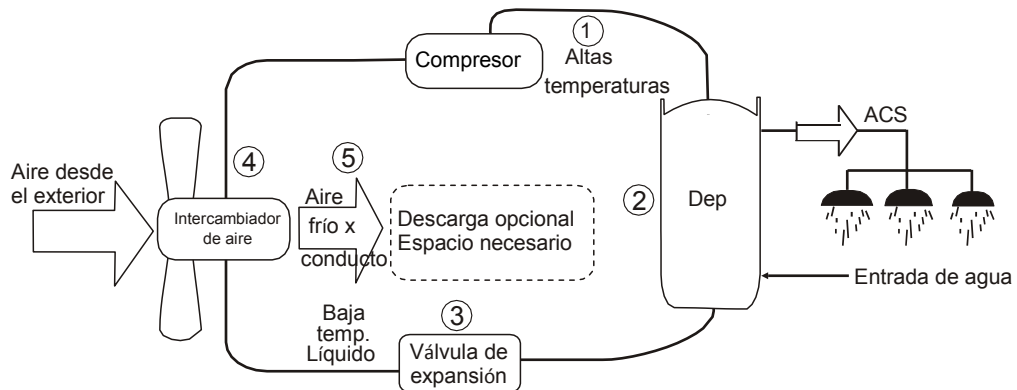 1
Compresor
Altas
temperaturas
ACS
4
5
Aire desde
el exterior
Aire
frío x
conducto
Intercambiador
de aire
Descarga opcional
Espacio necesario
2
Dep
Entrada de agua
Baja
temp.
Líquido
3
Válvula de
expansión